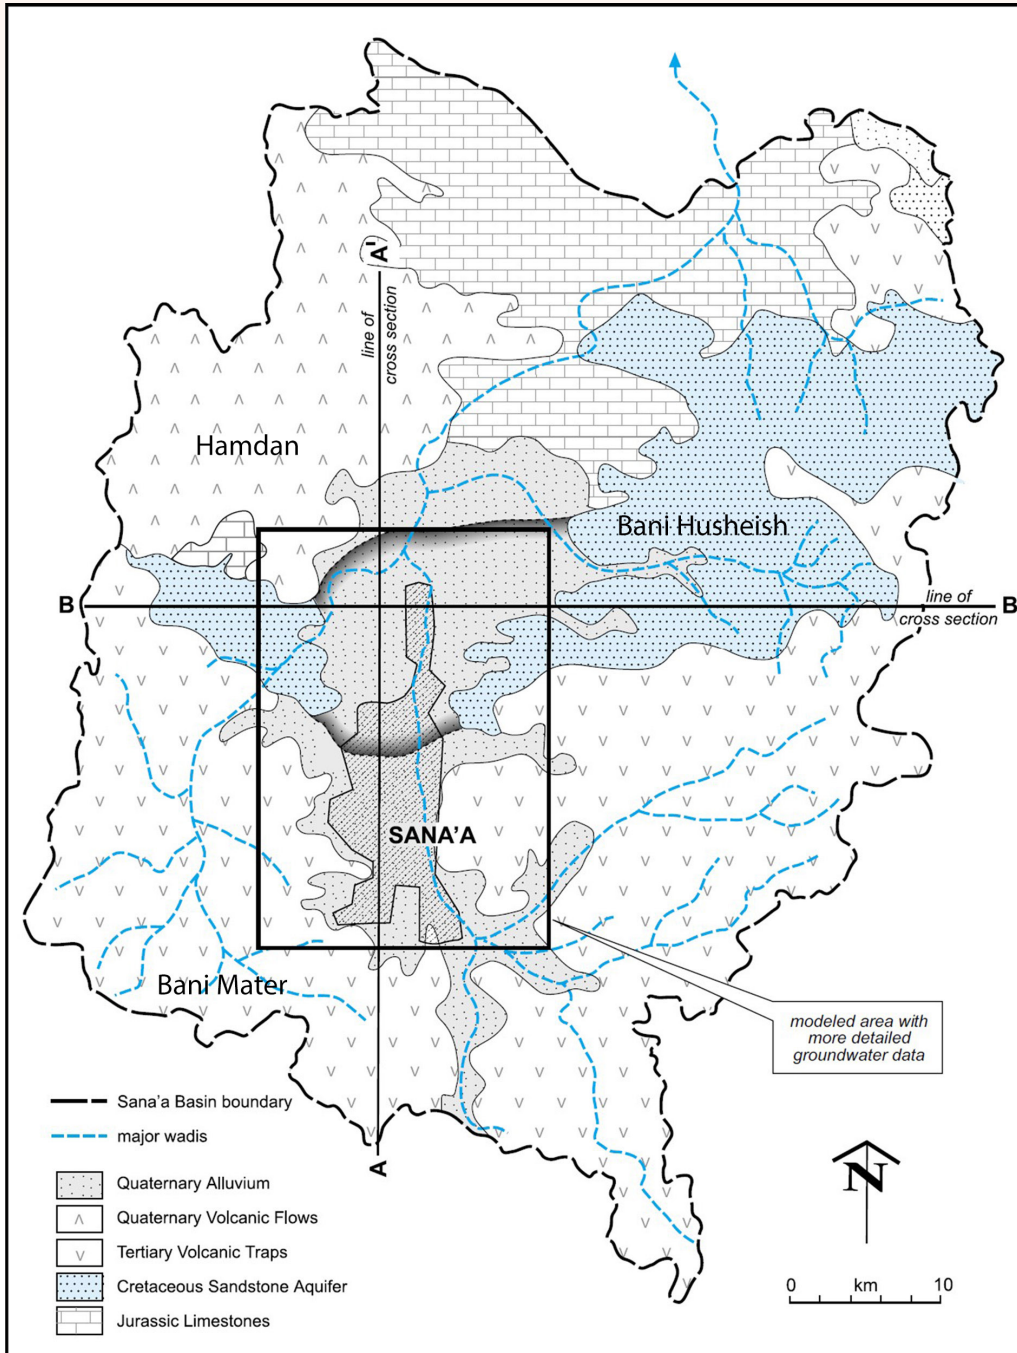 A'
line of
cross section
Hamdan
Bani Husheish
B
line of
cross section
B
SANA'A
Bani Mater
modeled area with
more detailed
groundwater data
A
Sana'a Basin boundary
major wadis
Quaternary Alluvium
Quaternary Volcanic Flows
Tertiary Volcanic Traps
Cretaceous Sandstone Aquifer
Jurassic Limestones
N
0 km 10